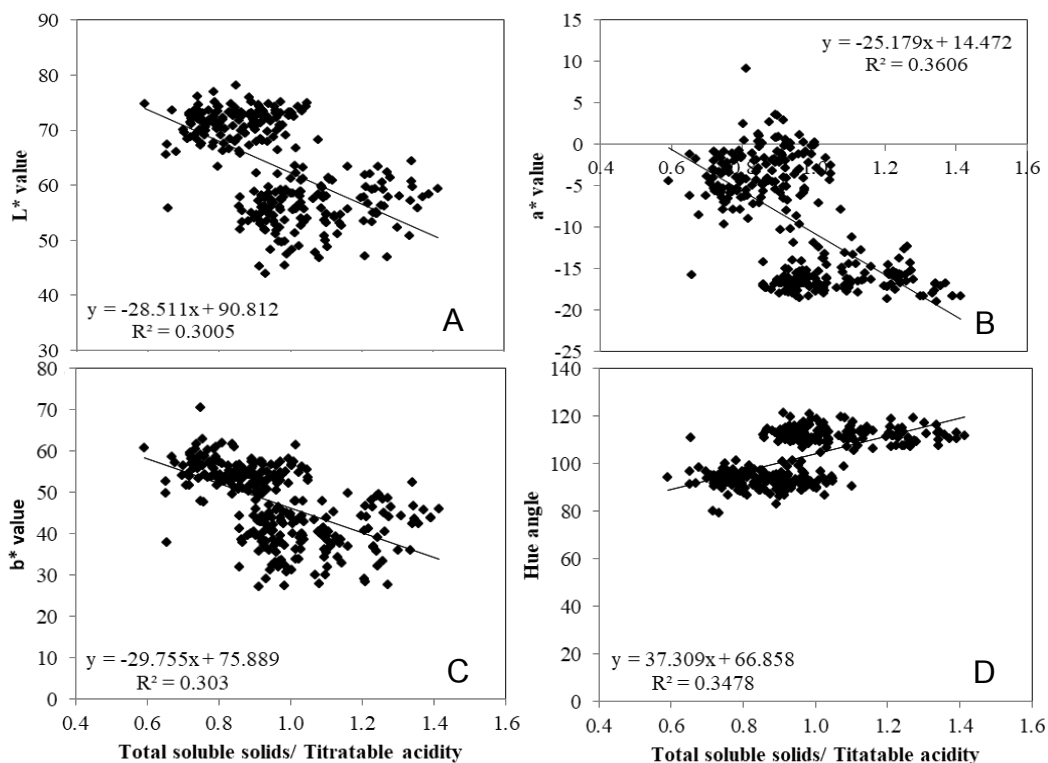 90
80
70
60
50
40
30
L* value
y = -28.511x + 90.812
R² = 0.3005
A
15
10
5
0
-5
-10
-15
-20
-25
a* value
0.4 0.6 0.8 1.0 1.2 1.4 1.6
y = -25.179x + 14.472
R² = 0.3606
B
80
70
60
50
40
30
20
10
0
b* value
y = -29.755x + 75.889
R² = 0.303
C
0.4 0.6 0.8 1.0 1.2 1.4 1.6
Total soluble solids/ Titratable acidity
140
120
100
80
60
40
20
0
Hue angle
y = 37.309x + 66.858
R² = 0.3478
D
0.4 0.6 0.8 1.0 1.2 1.4 1.6
Total soluble solids/ Titatable acidity